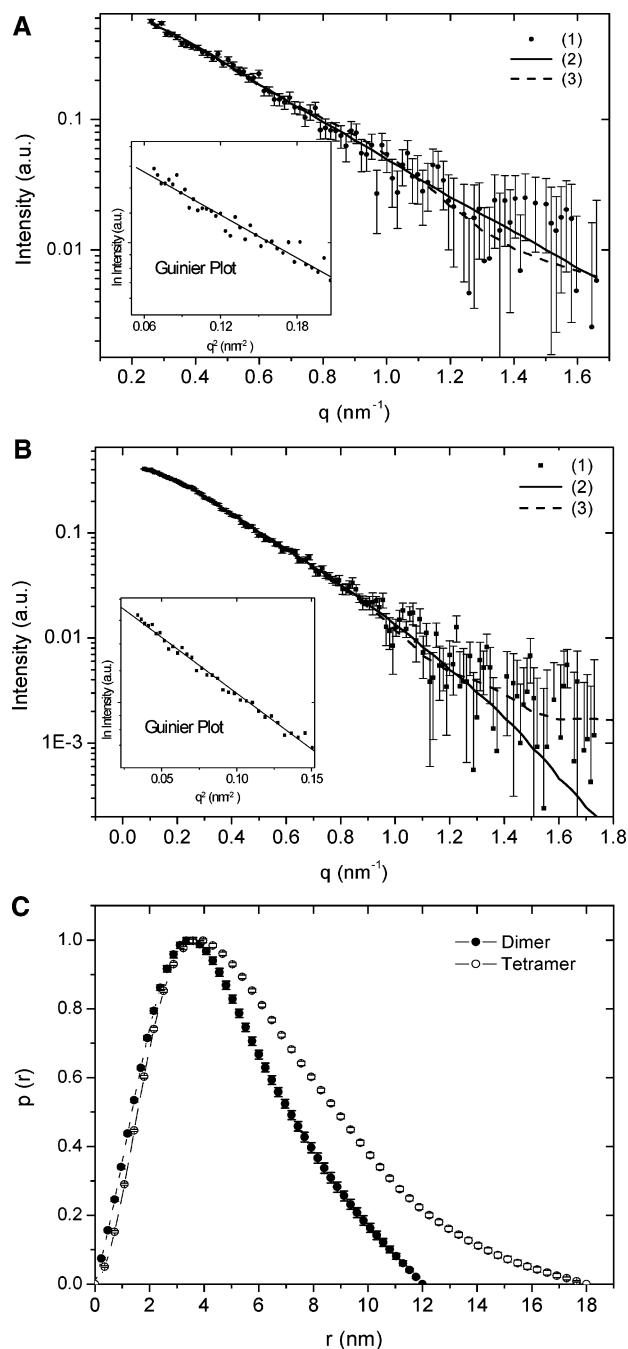 A
(1)
(2)
(3)
0.1
0.01
Intensity (a.u.)
ln Intensity (a.u.)
Guinier Plot
0.06 0.12 0.18
q² (nm⁻²)
0.2 0.4 0.6 0.8 1.0 1.2 1.4 1.6
q (nm⁻¹)
B
(1)
(2)
(3)
0.1
0.01
1E-3
Intensity (a.u.)
ln Intensity (a.u.)
Guinier Plot
0.05 0.10 0.15
q² (nm⁻²)
0.0 0.2 0.4 0.6 0.8 1.0 1.2 1.4 1.6 1.8
q (nm⁻¹)
C
Dimer
Tetramer
1.0
0.8
0.6
0.4
0.2
0.0
p (r)
0 2 4 6 8 10 12 14 16 18
r (nm)